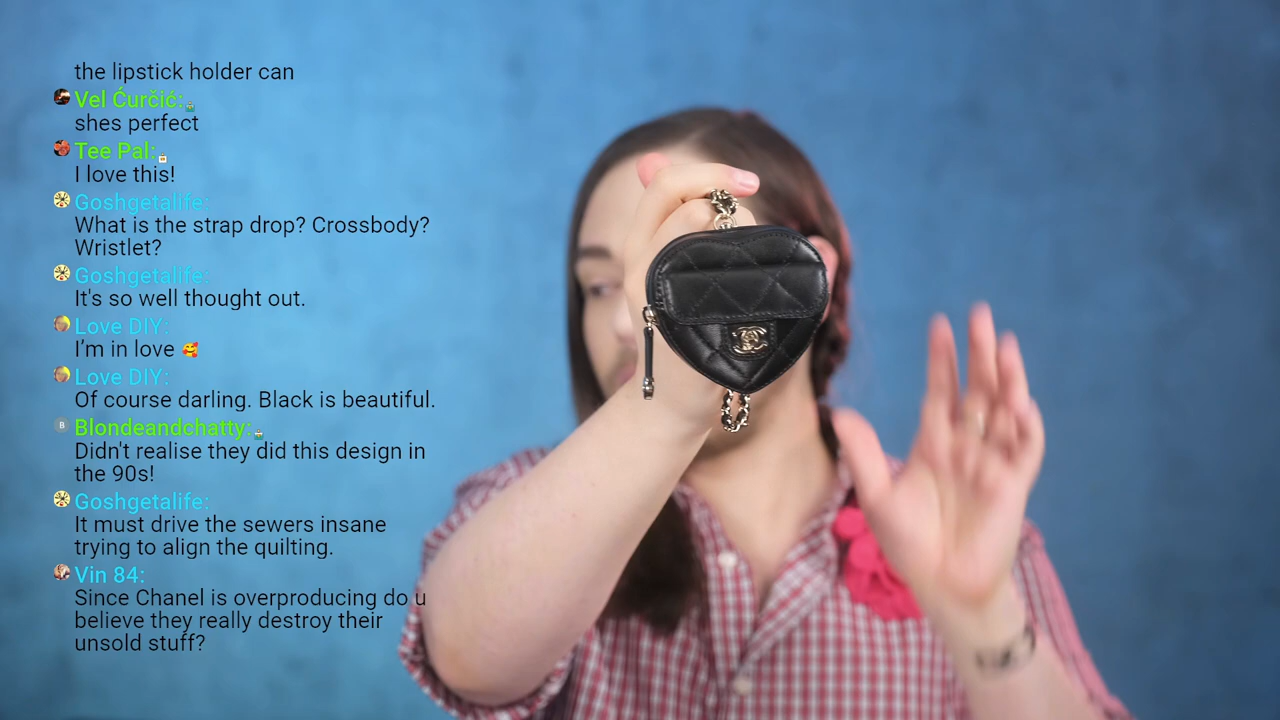 the lipstick holder can
Vel Ćurčić:
shes perfect
Tee Pal:
I love this!
Goshgetalife:
What is the strap drop? Crossbody?
Wristlet?
Goshgetalife:
It's so well thought out.
Love DIY:
I'm in love 🥰
Love DIY:
Of course darling. Black is beautiful.
B
Blondeandchatty:
Didn't realise they did this design in
the 90s!
Goshgetalife:
It must drive the sewers insane
trying to align the quilting.
Vin 84:
Since Chanel is overproducing do u
believe they really destroy their
unsold stuff?